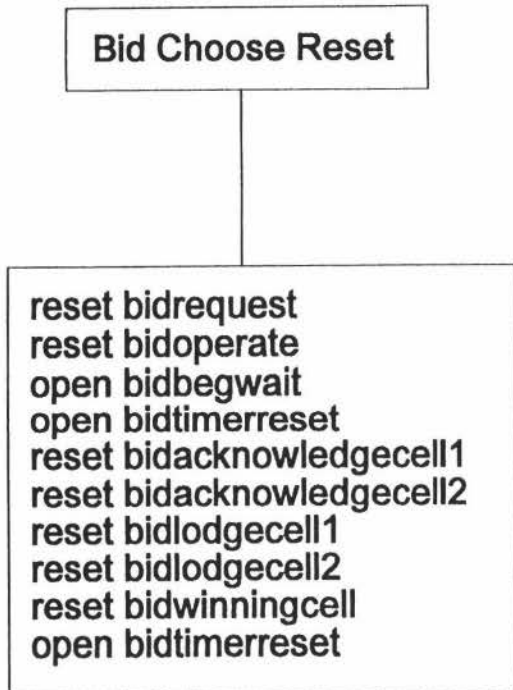 Bid Choose Reset
reset bidrequest
reset bidoperate
open bidbegwait
open bidtimerreset
reset bidacknowledgecell1
reset bidacknowledgecell2
reset bidlodgecell1
reset bidlodgecell2
reset bidwinningcell
open bidtimerreset